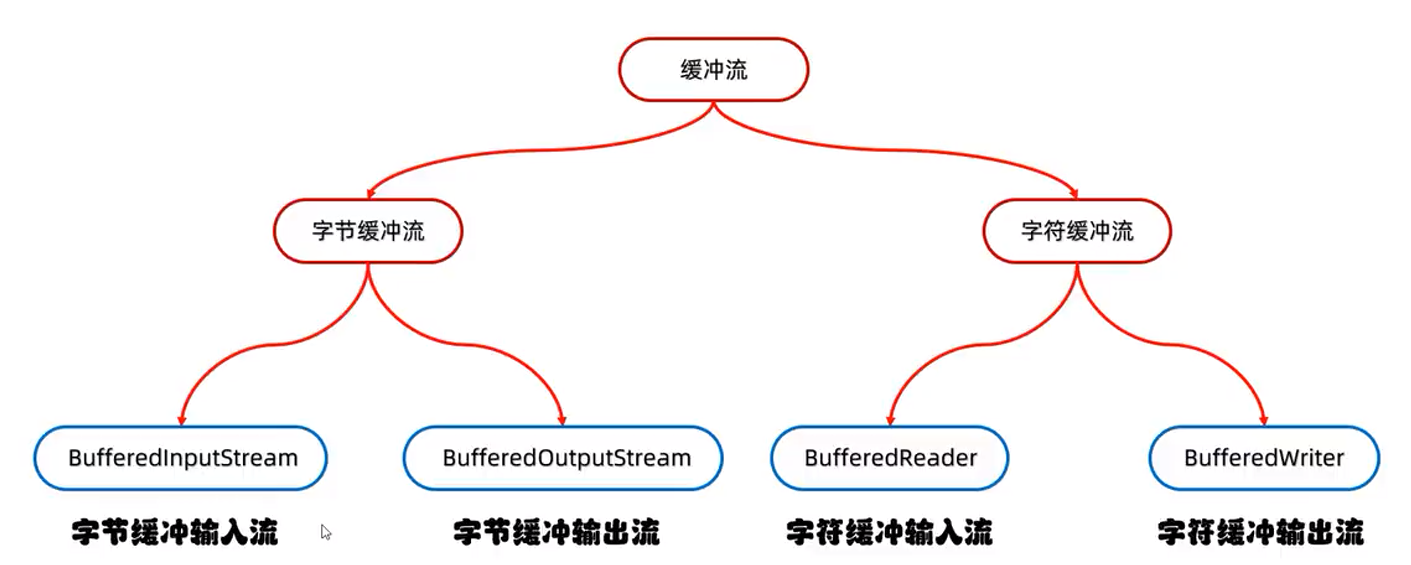 缓冲流
字节缓冲流
字符缓冲流
BufferedInputStream
BufferedOutputStream
BufferedReader
BufferedWriter
字节缓冲输入流
字节缓冲输出流
字符缓冲输入流
字符缓冲输出流